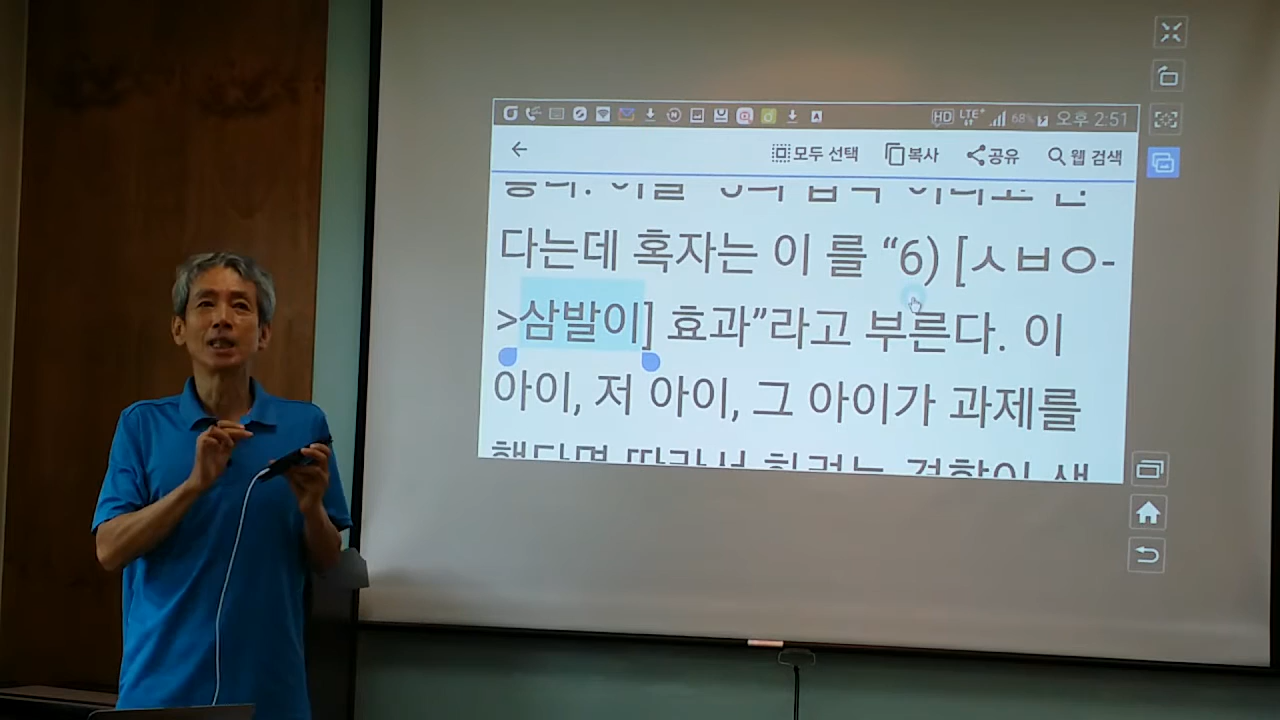 HD LTE+ 68% 오후 2:51
모두 선택 복사 공유 웹 검색
다는데 혹자는 이 를 “6) [ㅅㅂㅇ-
>삼발이] 효과”라고 부른다. 이
아이, 저 아이, 그 아이가 과제를